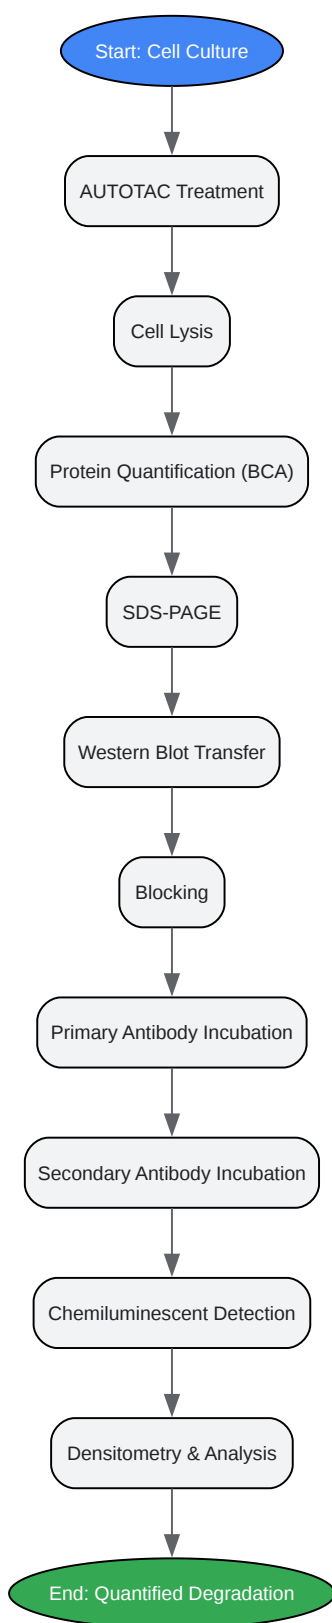 Start: Cell Culture
AUTOTAC Treatment
Cell Lysis
Protein Quantification (BCA)
SDS-PAGE
Western Blot Transfer
Blocking
Primary Antibody Incubation
Secondary Antibody Incubation
Chemiluminescent Detection
Densitometry & Analysis
End: Quantified Degradation